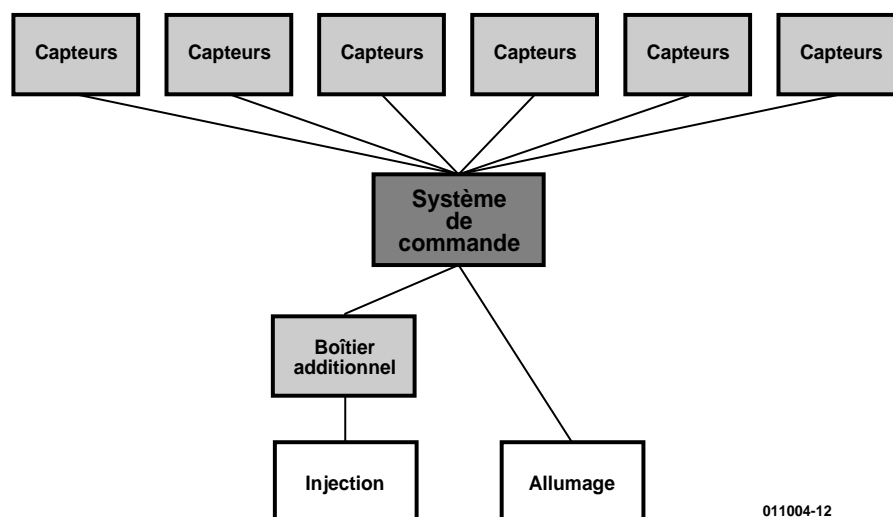 Capteurs
Capteurs
Capteurs
Capteurs
Capteurs
Capteurs
Système
de
commande
Boîtier
additionnel
Injection
Allumage
011004-12